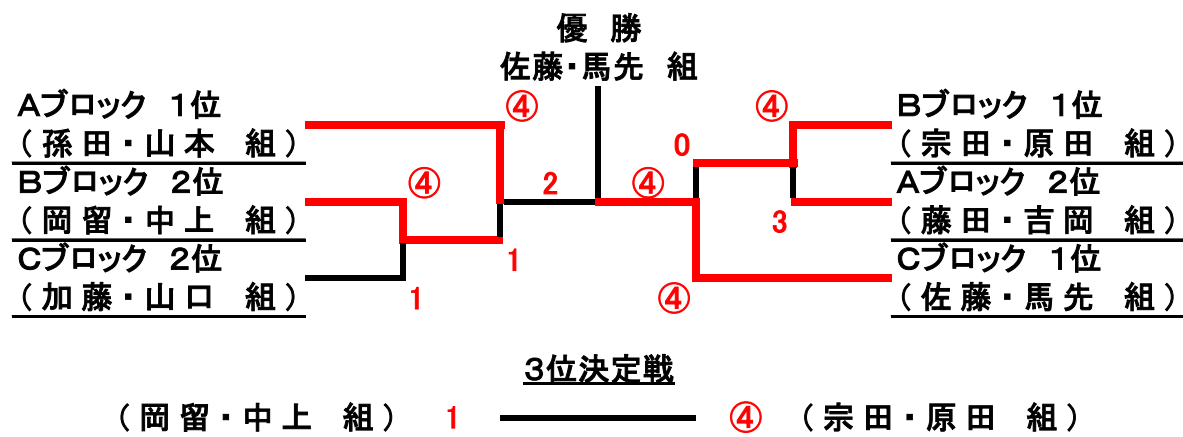 優　勝
佐藤・馬先　組
Aブロック　１位
（ 孫 田 ・ 山 本　組 ）
Bブロック　２位
（ 岡 留 ・ 中 上　組 ）
Cブロック　２位
（ 加 藤 ・ 山 口　組 ）
④
④
2
1
1
④
④
0
3
④
Bブロック　１位
（ 宗 田 ・ 原 田　組 ）
Aブロック　２位
（ 藤 田 ・ 吉 岡　組 ）
Cブロック　１位
（ 佐 藤 ・ 馬 先　組 ）
３位決定戦
（ 岡 留 ・ 中 上　組 ）　1　④　（ 宗 田 ・ 原 田　組 ）